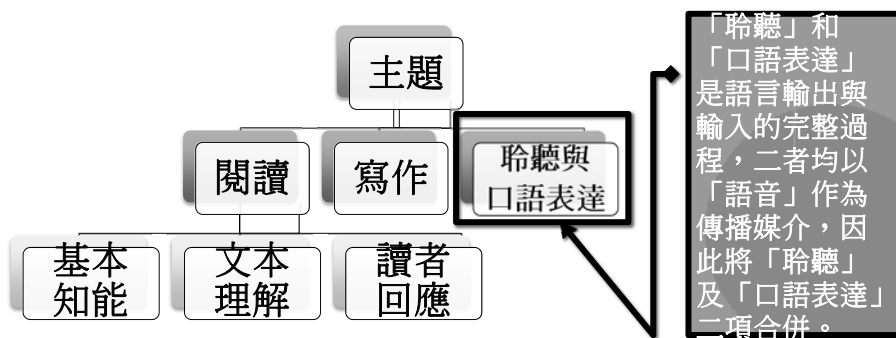 主題
閱讀
寫作
聆聽與
口語表達
基本
知能
文本
理解
讀者
回應
「聆聽」和
「口語表達」
是語言輸出與
輸入的完整過
程，二者均以
「語音」作為
傳播媒介，因
此將「聆聽」
及「口語表達」
二項合併。